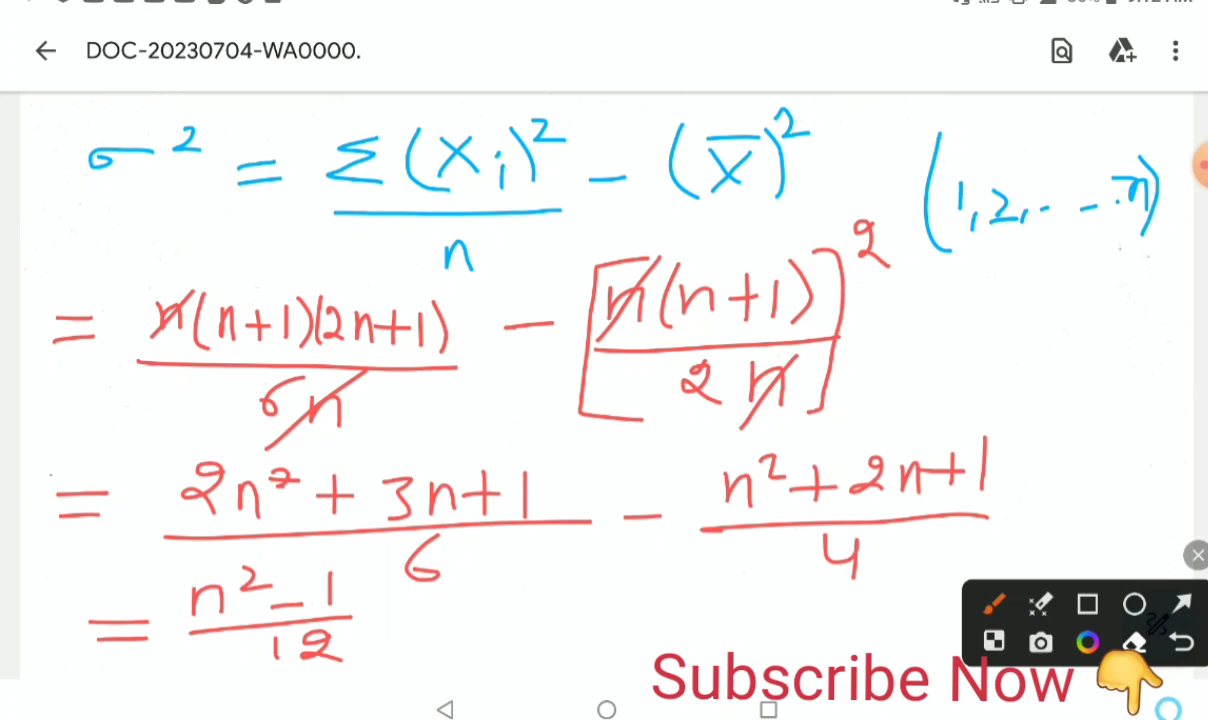 DOC-20230704-WA0000.
σ² = Σ(xi)²/n − (x̅)² (1,2,. - - .n)
= n(n+1)(2n+1)/6n − [n(n+1)/2n]²
= 2n²+3n+1/6 − n²+2n+1/4
= n²−1/12
Subscribe Now